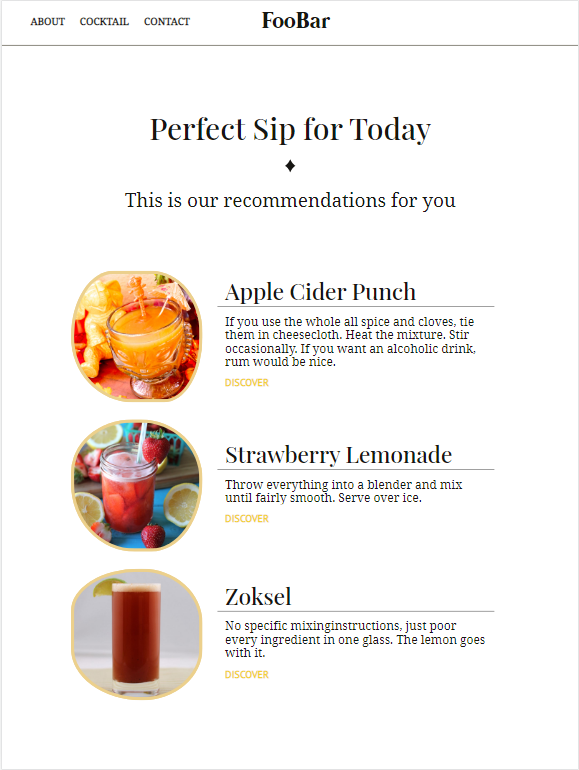 ABOUT COCKTAIL CONTACT FooBar
Perfect Sip for Today
This is our recommendations for you
Apple Cider Punch
If you use the whole all spice and cloves, tie
them in cheesecloth. Heat the mixture. Stir
occasionally. If you want an alcoholic drink,
rum would be nice.
DISCOVER
Strawberry Lemonade
Throw everything into a blender and mix
until fairly smooth. Serve over ice.
DISCOVER
Zoksel
No specific mixinginstructions, just poor
every ingredient in one glass. The lemon goes
with it.
DISCOVER